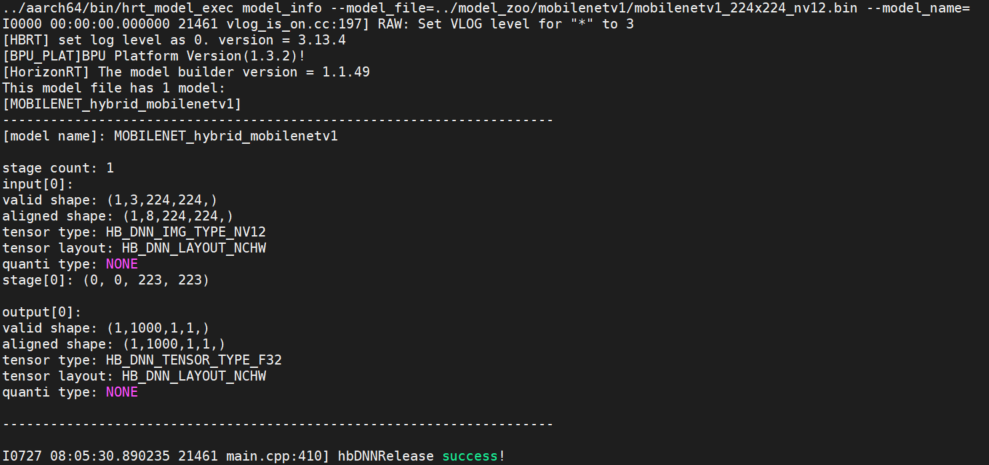 ../aarch64/bin/hrt_model_exec model_info --model_file=../model_zoo/mobilenetv1/mobilenetv1_224x224_nv12.bin --model_name=
I0000 00:00:00.000000 21461 vlog_is_on.cc:197] RAW: Set VLOG level for "*" to 3
[HBRT] set log level as 0. version = 3.13.4
[BPU_PLAT]BPU Platform Version(1.3.2)!
[HorizonRT] The model builder version = 1.1.49
This model file has 1 model:
[MOBILENET_hybrid_mobilenetv1]
---------------------------------------------------------------------
[model name]: MOBILENET_hybrid_mobilenetv1
stage count: 1
input[0]:
valid shape: (1,3,224,224,)
aligned shape: (1,8,224,224,)
tensor type: HB_DNN_IMG_TYPE_NV12
tensor layout: HB_DNN_LAYOUT_NCHW
quanti type: NONE
stage[0]: (0, 0, 223, 223)
output[0]:
valid shape: (1,1000,1,1,)
aligned shape: (1,1000,1,1,)
tensor type: HB_DNN_TENSOR_TYPE_F32
tensor layout: HB_DNN_LAYOUT_NCHW
quanti type: NONE
---------------------------------------------------------------------
I0727 08:05:30.890235 21461 main.cpp:410] hbDNNRelease success!